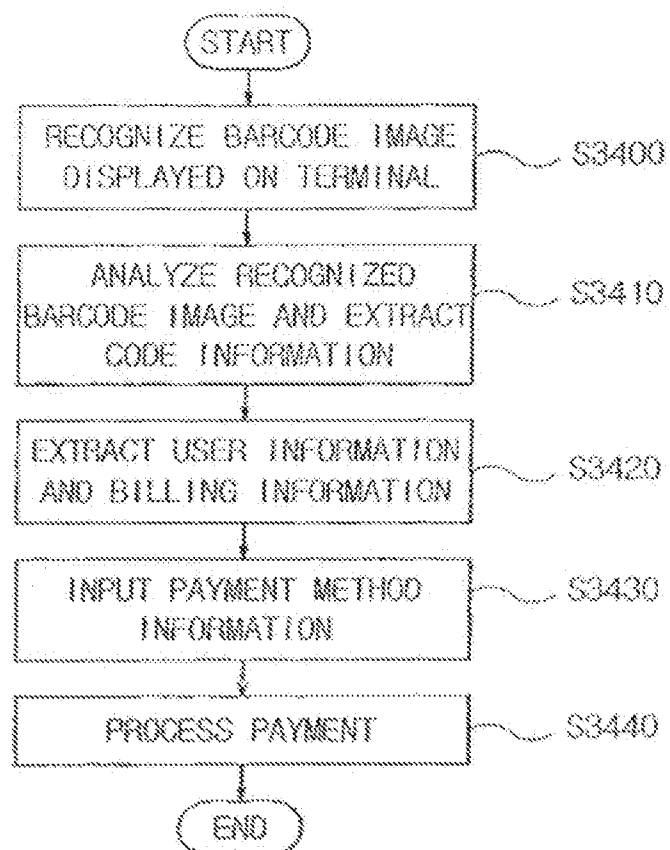 START
RECOGNIZE BARCODE IMAGE
DISPLAYED ON TERMINAL
S3400
ANALYZE RECOGNIZED
BARCODE IMAGE AND EXTRACT
CODE INFORMATION
S3410
EXTRACT USER INFORMATION
AND BILLING INFORMATION
S3420
INPUT PAYMENT METHOD
INFORMATION
S3430
PROCESS PAYMENT
S3440
END